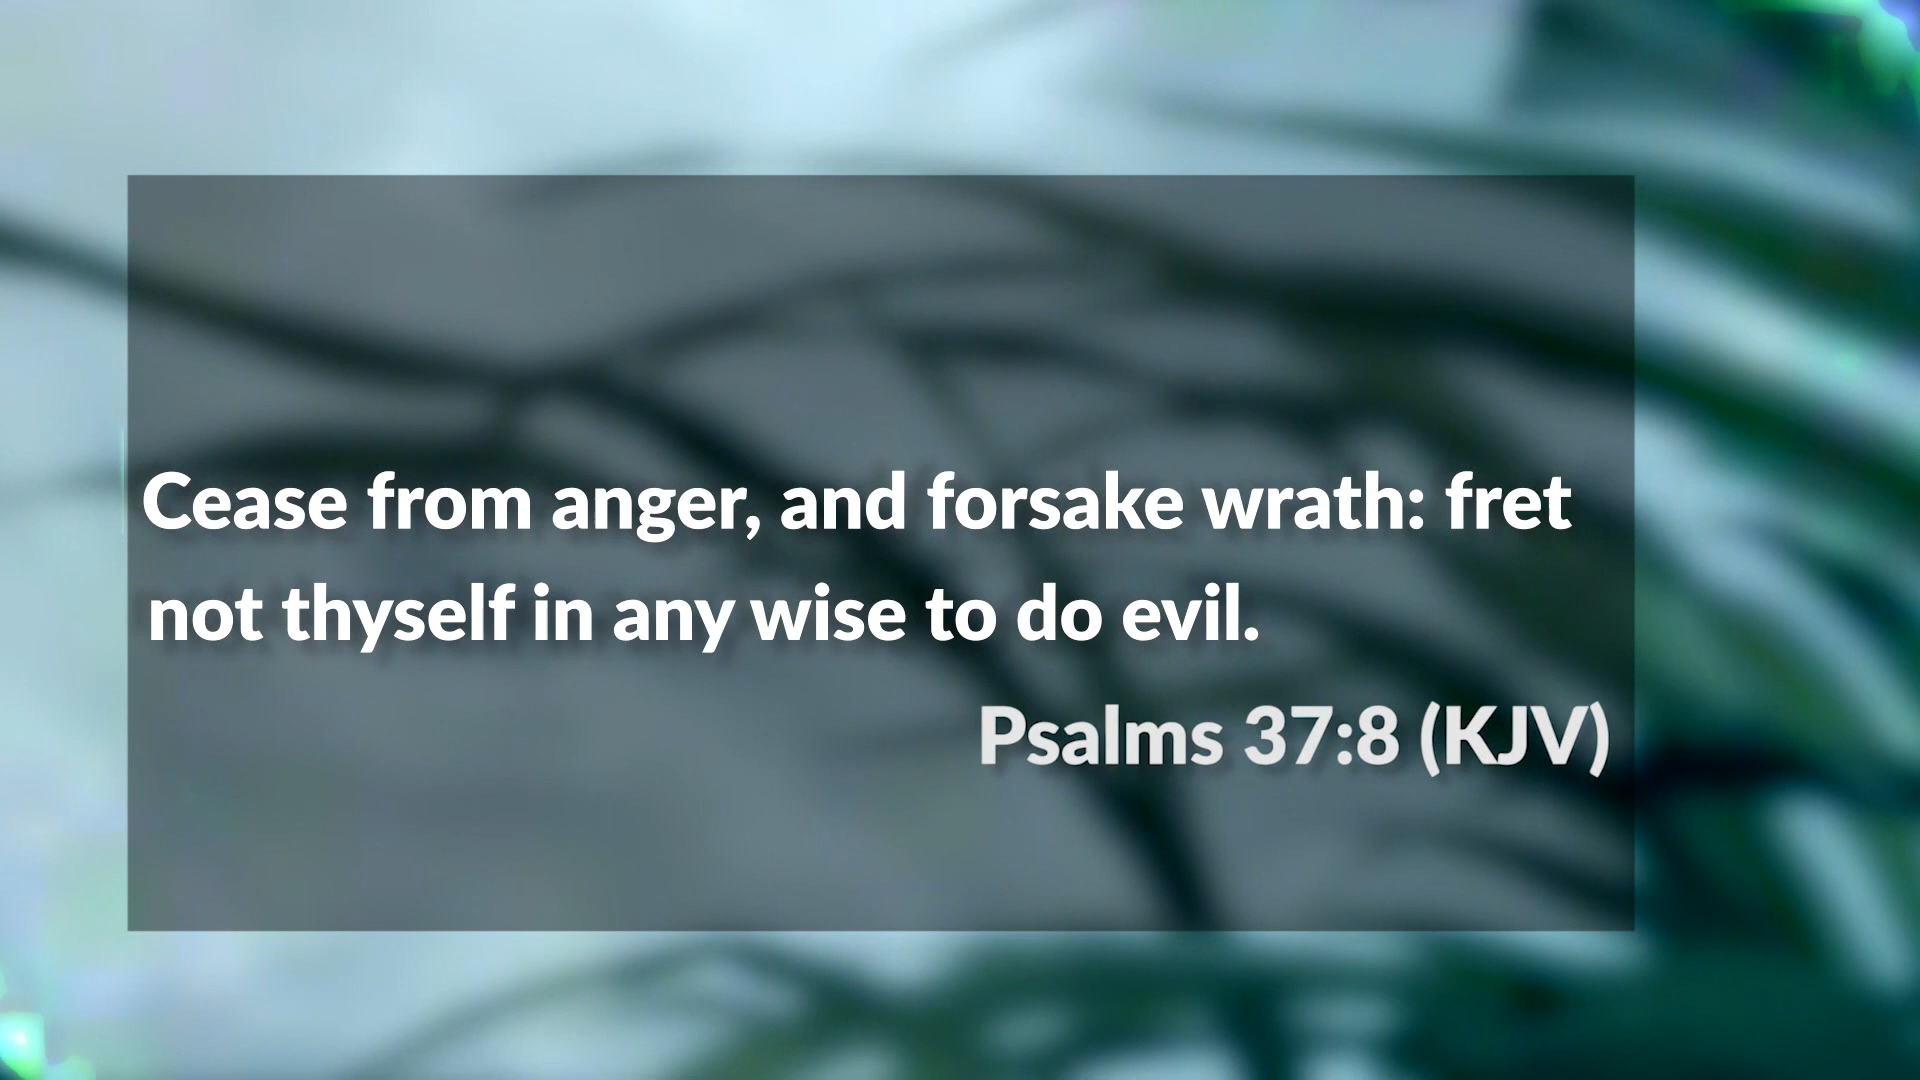 Cease from anger, and forsake wrath: fret
not thyself in any wise to do evil.
Psalms 37:8 (KJV)